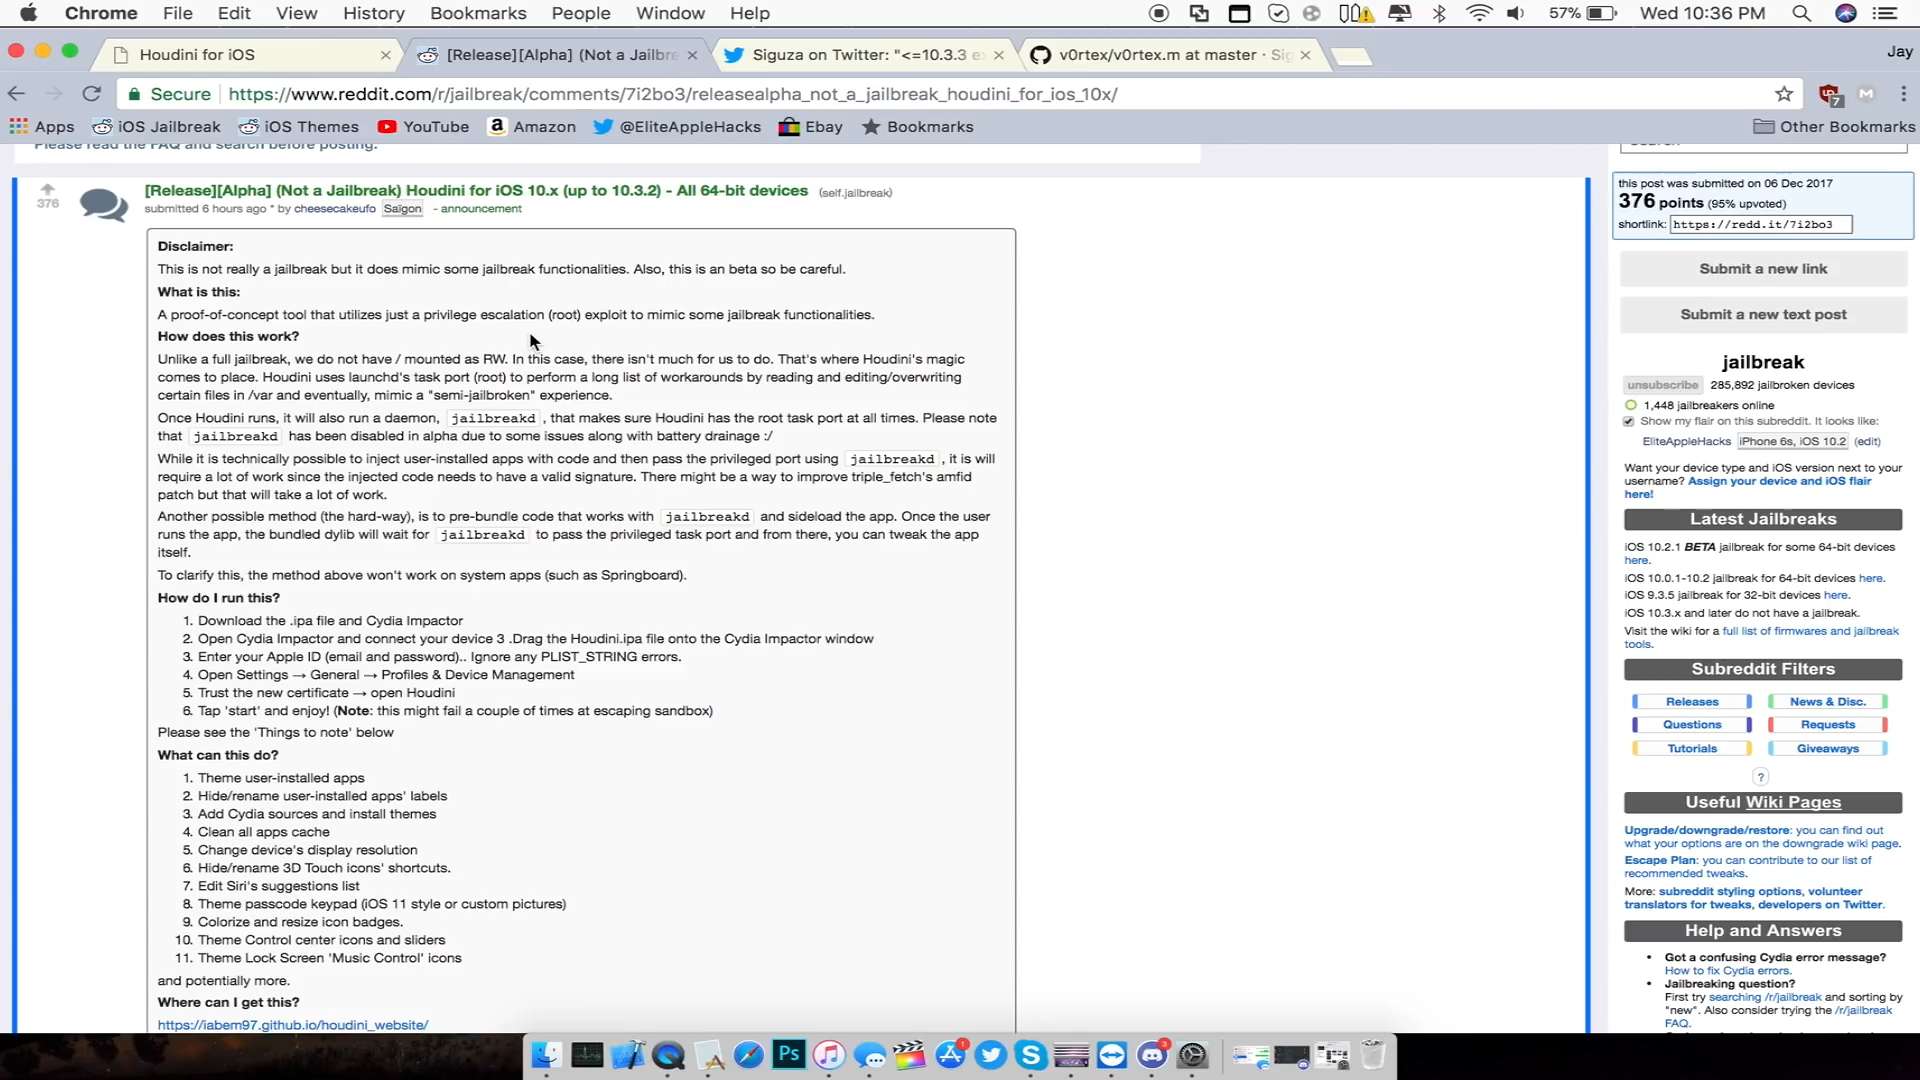 Chrome File Edit View History Bookmarks People Window Help 57% Wed 10:36 PM
Houdini for iOS [Release][Alpha] (Not a Jailbre Siguza on Twitter: "<=10.3.3 e v0rtex/v0rtex.m at master · Sig Jay
Secure https://www.reddit.com/r/jailbreak/comments/7i2bo3/releasealpha_not_a_jailbreak_houdini_for_ios_10x/ 7
Apps iOS Jailbreak iOS Themes YouTube Amazon @EliteAppleHacks Ebay Bookmarks Other Bookmarks
Please read the FAQ and search before posting.
376
[Release][Alpha] (Not a Jailbreak) Houdini for iOS 10.x (up to 10.3.2) - All 64-bit devices (self.jailbreak)
submitted 6 hours ago * by cheesecakeufo Saïgon - announcement
Disclaimer:
This is not really a jailbreak but it does mimic some jailbreak functionalities. Also, this is an beta so be careful.
What is this:
A proof-of-concept tool that utilizes just a privilege escalation (root) exploit to mimic some jailbreak functionalities.
How does this work?
Unlike a full jailbreak, we do not have / mounted as RW. In this case, there isn't much for us to do. That's where Houdini's magic
comes to place. Houdini uses launchd's task port (root) to perform a long list of workarounds by reading and editing/overwriting
certain files in /var and eventually, mimic a "semi-jailbroken" experience.
Once Houdini runs, it will also run a daemon, jailbreakd, that makes sure Houdini has the root task port at all times. Please note
that jailbreakd has been disabled in alpha due to some issues along with battery drainage :/
While it is technically possible to inject user-installed apps with code and then pass the privileged port using jailbreakd, it is will
require a lot of work since the injected code needs to have a valid signature. There might be a way to improve triple_fetch's amfid
patch but that will take a lot of work.
Another possible method (the hard-way), is to pre-bundle code that works with jailbreakd and sideload the app. Once the user
runs the app, the bundled dylib will wait for jailbreakd to pass the privileged task port and from there, you can tweak the app
itself.
To clarify this, the method above won't work on system apps (such as Springboard).
How do I run this?
1. Download the .ipa file and Cydia Impactor
2. Open Cydia Impactor and connect your device 3 .Drag the Houdini.ipa file onto the Cydia Impactor window
3. Enter your Apple ID (email and password).. Ignore any PLIST_STRING errors.
4. Open Settings → General → Profiles & Device Management
5. Trust the new certificate → open Houdini
6. Tap 'start' and enjoy! (Note: this might fail a couple of times at escaping sandbox)
Please see the 'Things to note' below
What can this do?
1. Theme user-installed apps
2. Hide/rename user-installed apps' labels
3. Add Cydia sources and install themes
4. Clean all apps cache
5. Change device's display resolution
6. Hide/rename 3D Touch icons' shortcuts.
7. Edit Siri's suggestions list
8. Theme passcode keypad (iOS 11 style or custom pictures)
9. Colorize and resize icon badges.
10. Theme Control center icons and sliders
11. Theme Lock Screen 'Music Control' icons
and potentially more.
Where can I get this?
https://iabem97.github.io/houdini_website/
this post was submitted on 06 Dec 2017
376 points (95% upvoted)
shortlink: https://redd.it/7i2bo3
Submit a new link
Submit a new text post
jailbreak
unsubscribe 285,892 jailbroken devices
1,448 jailbreakers online
Show my flair on this subreddit. It looks like:
EliteAppleHacks iPhone 6s, iOS 10.2 (edit)
Want your device type and iOS version next to your
username? Assign your device and iOS flair
here!
Latest Jailbreaks
iOS 10.2.1 BETA jailbreak for some 64-bit devices
here.
iOS 10.0.1-10.2 jailbreak for 64-bit devices here.
iOS 9.3.5 jailbreak for 32-bit devices here.
iOS 10.3.x and later do not have a jailbreak.
Visit the wiki for a full list of firmwares and jailbreak
tools.
Subreddit Filters
Releases News & Disc.
Questions Requests
Tutorials Giveaways
?
Useful Wiki Pages
Upgrade/downgrade/restore: you can find out
what your options are on the downgrade wiki page.
Escape Plan: you can contribute to our list of
recommended tweaks.
More: subreddit styling options, volunteer
translators for tweaks, developers on Twitter.
Help and Answers
• Got a confusing Cydia error message?
How to fix Cydia errors.
• Jailbreaking question?
First try searching /r/jailbreak and sorting by
"new". Also consider trying the /r/jailbreak
FAQ.
Ps 1 3